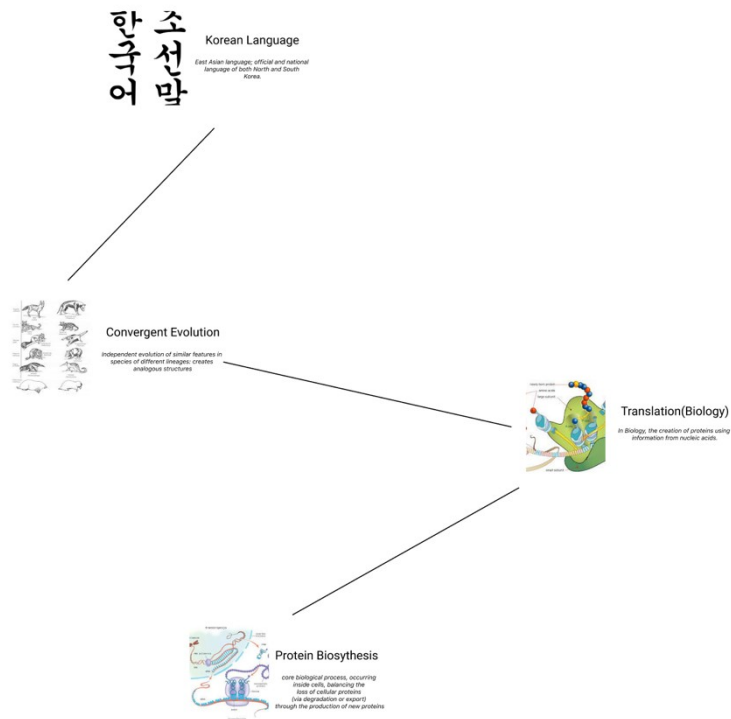 한국어 조선말
Korean Language
East Asian language; official and national
language of both North and South
Korea.
Convergent Evolution
Independent evolution of similar features in
species of different lineages; creates
analogous structures
Translation(Biology)
In Biology, the creation of proteins using
information from nucleic acids.
Protein Biosythesis
core biological process, occurring
inside cells, balancing the
loss of cellular proteins
(via degradation or export)
through the production of new proteins